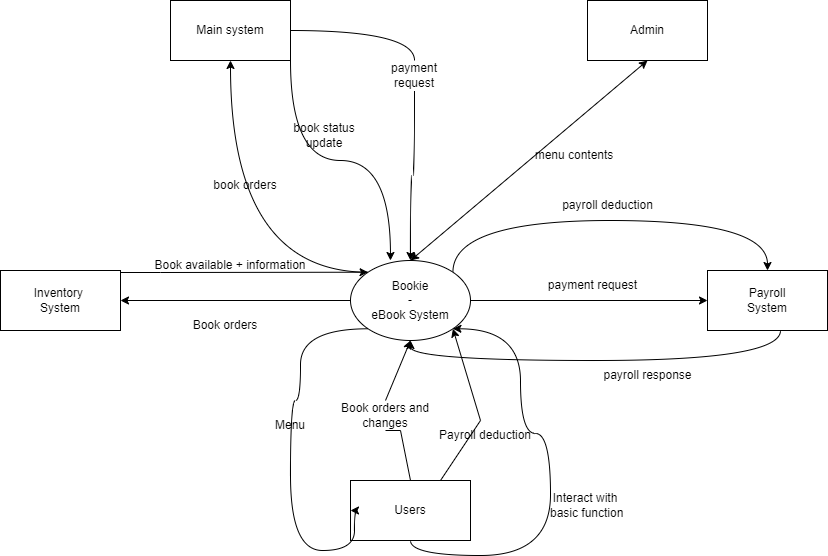 Main system
Admin
payment
request
book status
update
menu contents
book orders
payroll deduction
Book available + information
Inventory
System
Bookie
-
eBook System
payment request
Payroll
System
Book orders
payroll response
Book orders and
changes
Menu
Payroll deduction
Interact with
basic function
Users